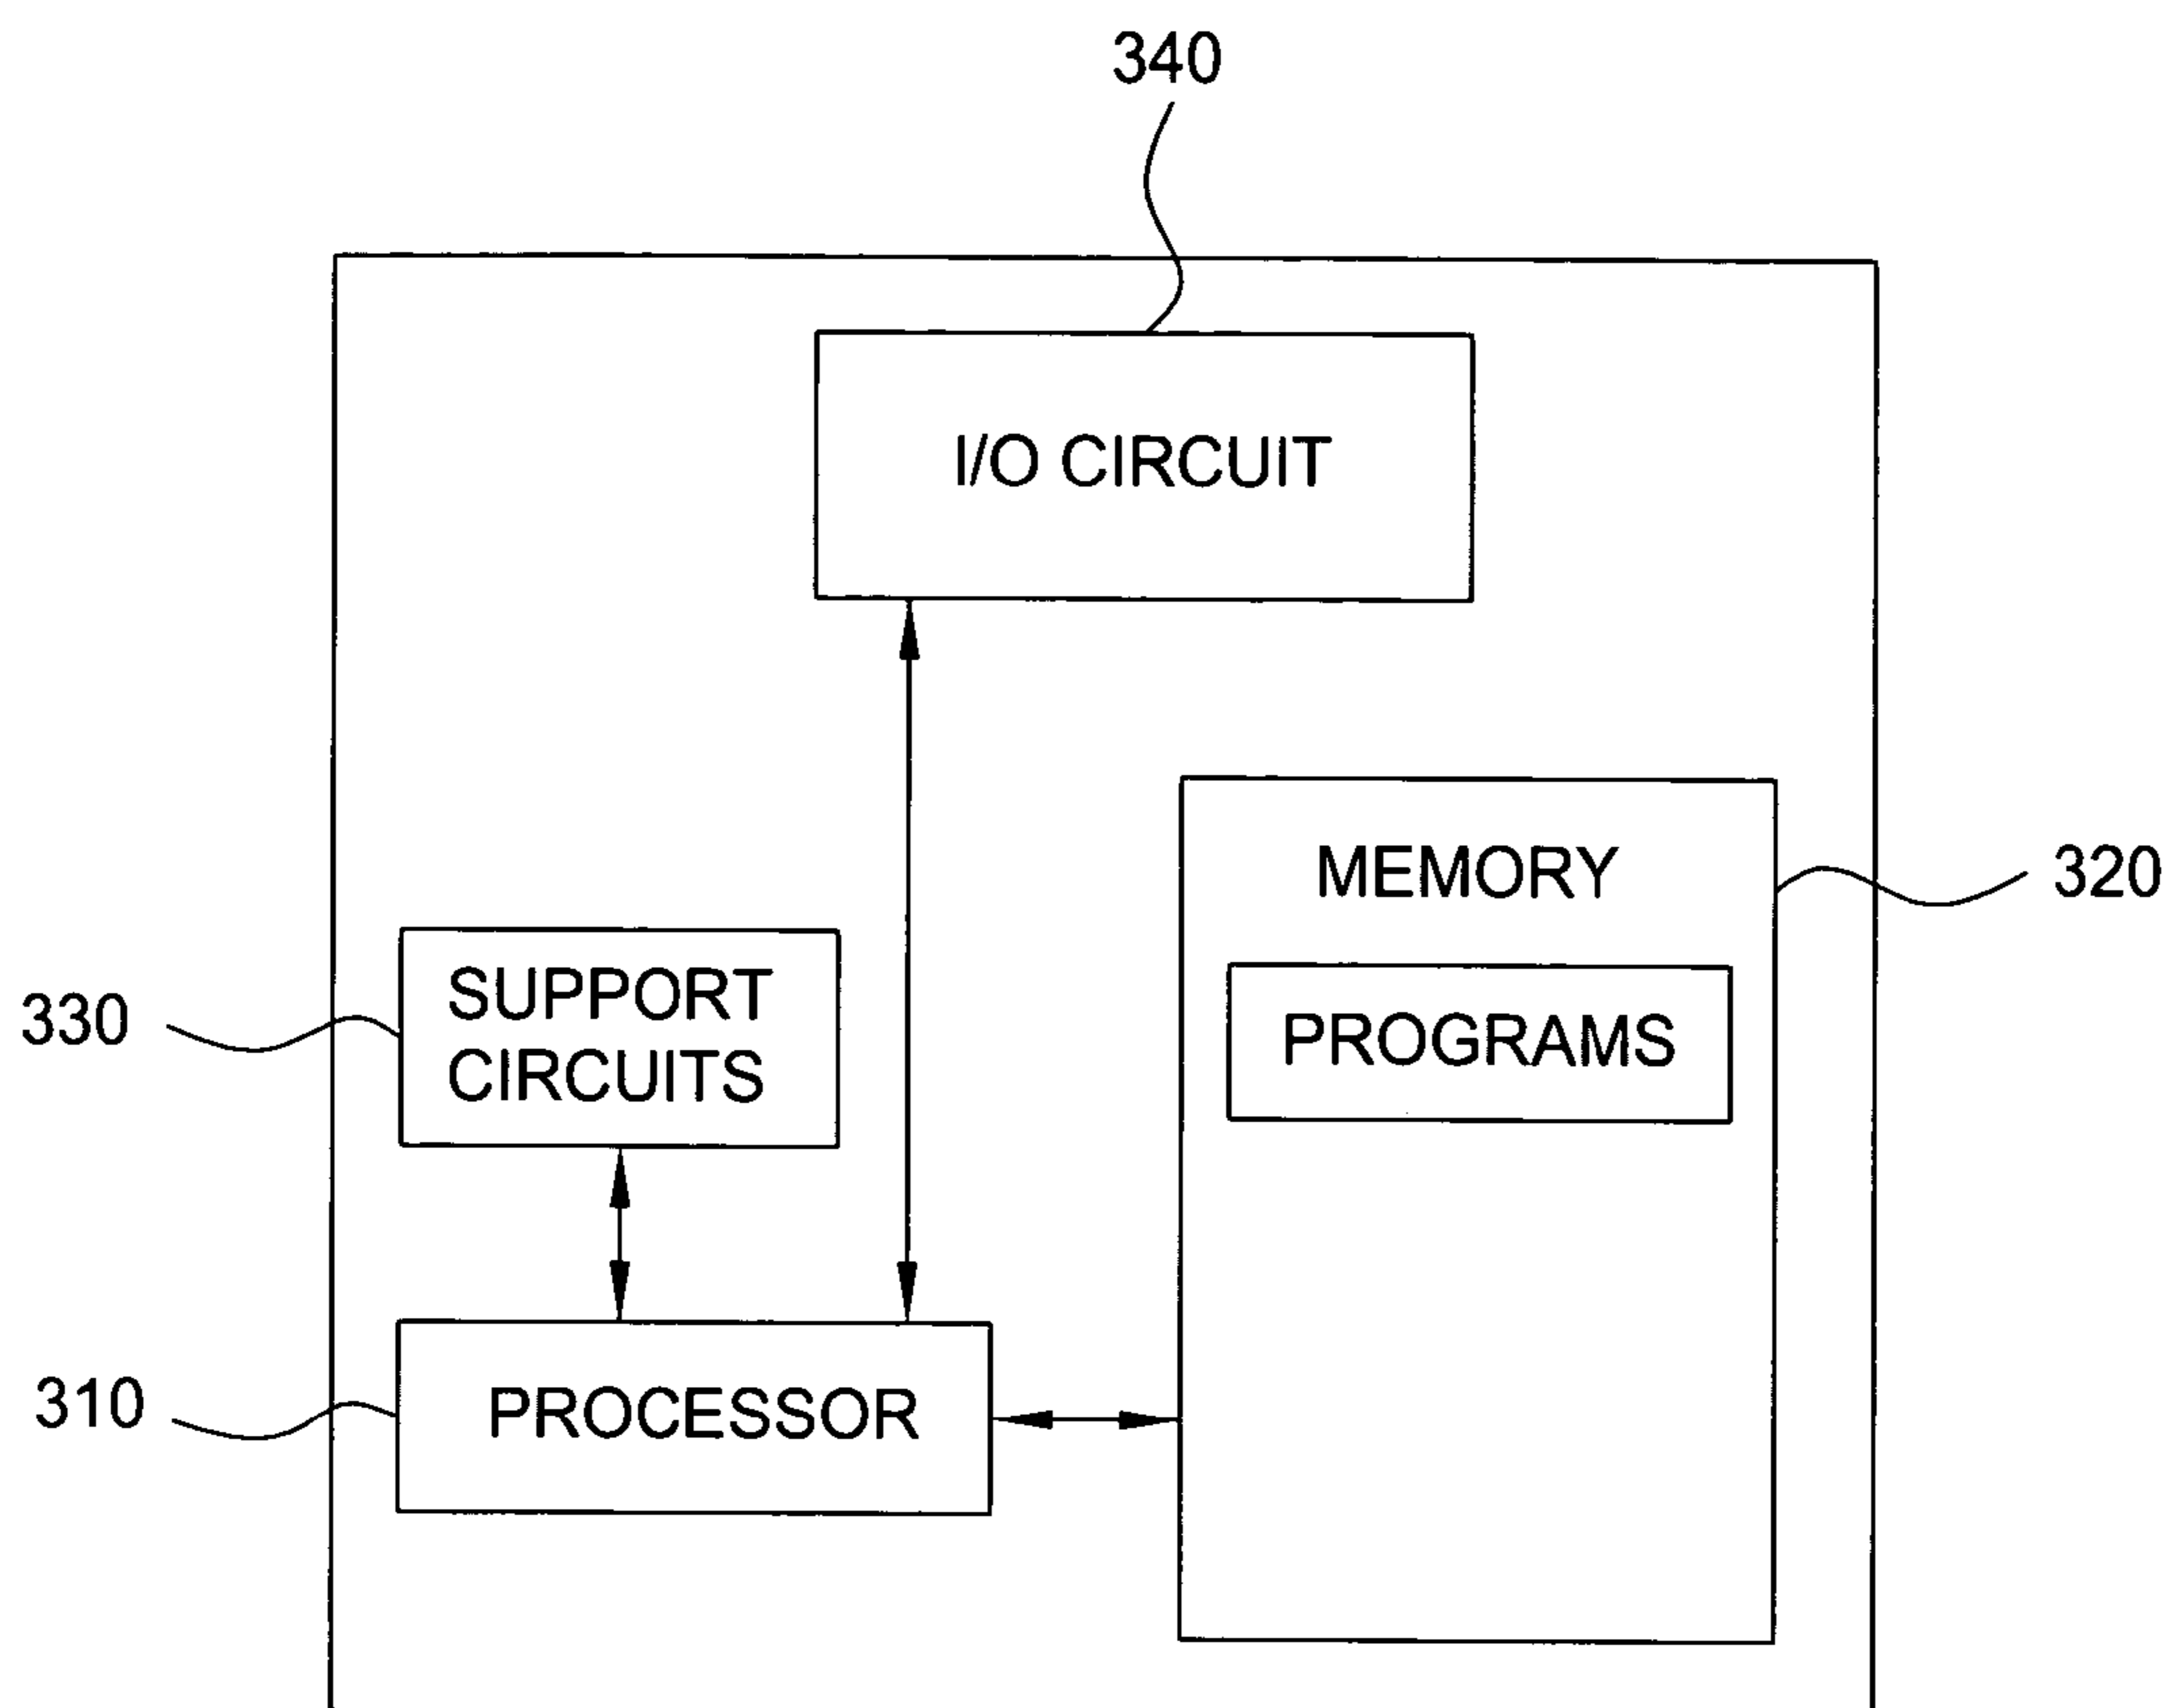 340
I/O CIRCUIT
MEMORY
320
PROGRAMS
SUPPORT
CIRCUITS
330
310
PROCESSOR